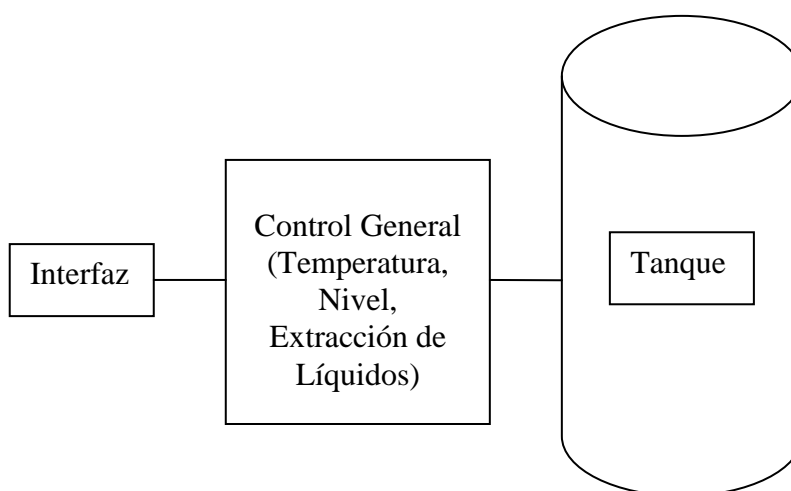 Interfaz
Control General
(Temperatura,
Nivel,
Extracción de
Líquidos)
Tanque